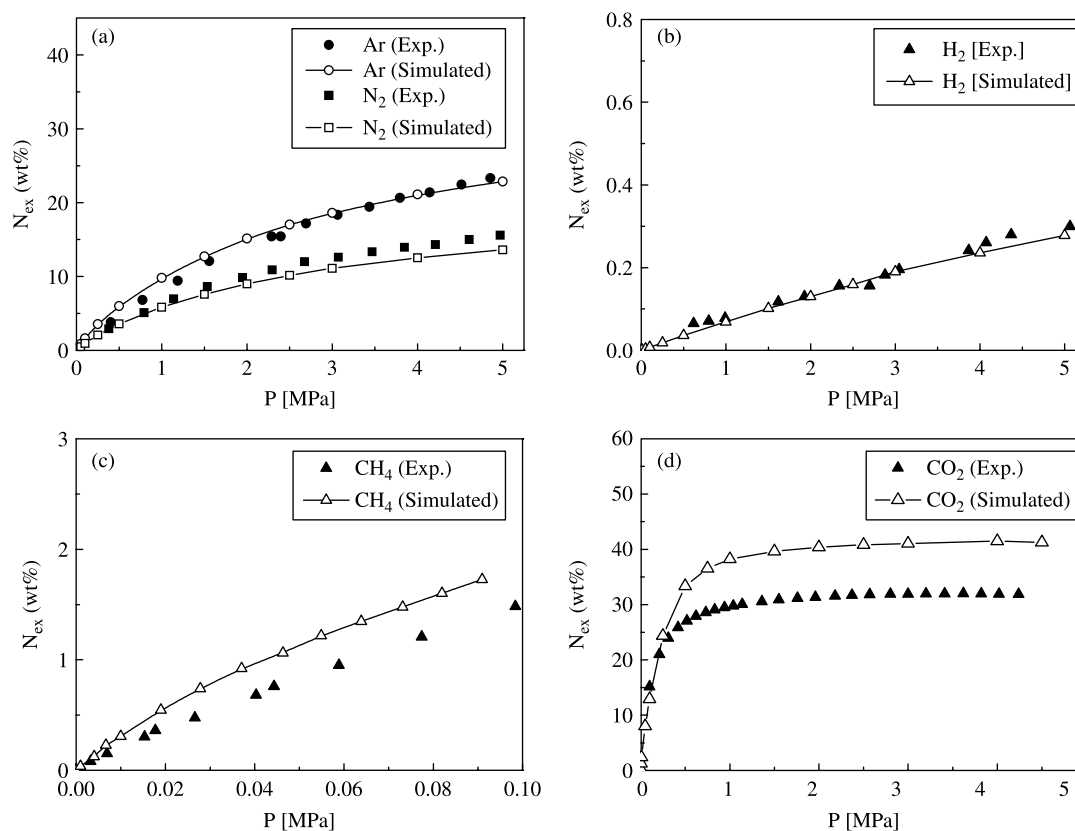 (a)
Ar (Exp.)
Ar (Simulated)
N2 (Exp.)
N2 (Simulated)
40
30
20
10
0
0 1 2 3 4 5
Nex (wt%)
P [MPa]
(b)
H2 [Exp.]
H2 [Simulated]
0.8
0.6
0.4
0.2
0.0
0 1 2 3 4 5
Nex (wt%)
P [MPa]
(c)
CH4 (Exp.)
CH4 (Simulated)
3
2
1
0
0.00 0.02 0.04 0.06 0.08 0.10
Nex (wt%)
P [MPa]
(d)
CO2 (Exp.)
CO2 (Simulated)
60
50
40
30
20
10
0
0 1 2 3 4 5
Nex (wt%)
P [MPa]